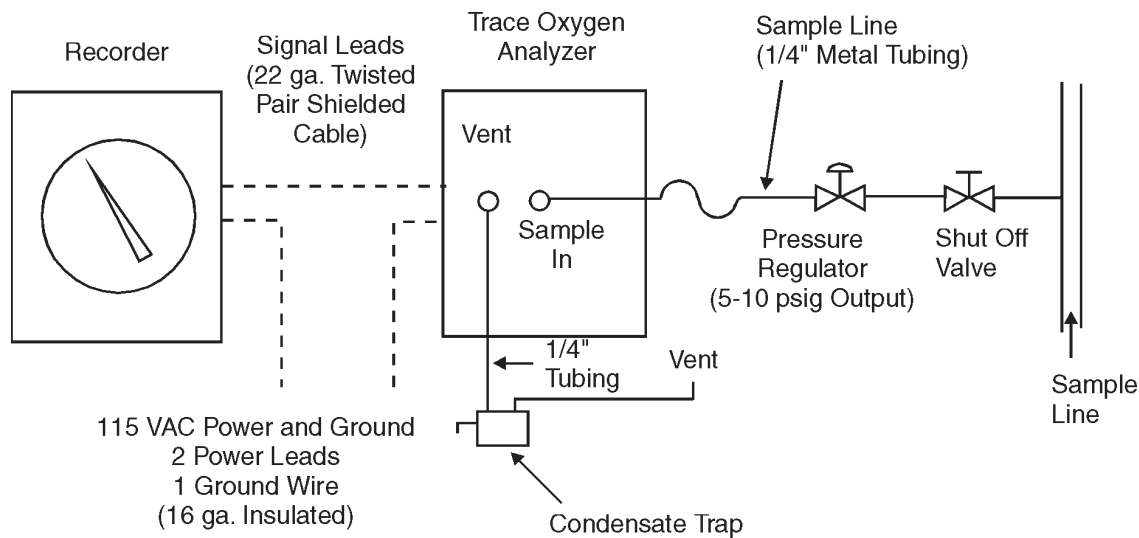 Recorder
Signal Leads
(22 ga. Twisted
Pair Shielded
Cable)
Trace Oxygen
Analyzer
Sample Line
(1/4" Metal Tubing)
Vent
Sample
In
Pressure
Regulator
(5-10 psig Output)
Shut Off
Valve
1/4"
Tubing
Vent
Sample
Line
115 VAC Power and Ground
2 Power Leads
1 Ground Wire
(16 ga. Insulated)
Condensate Trap